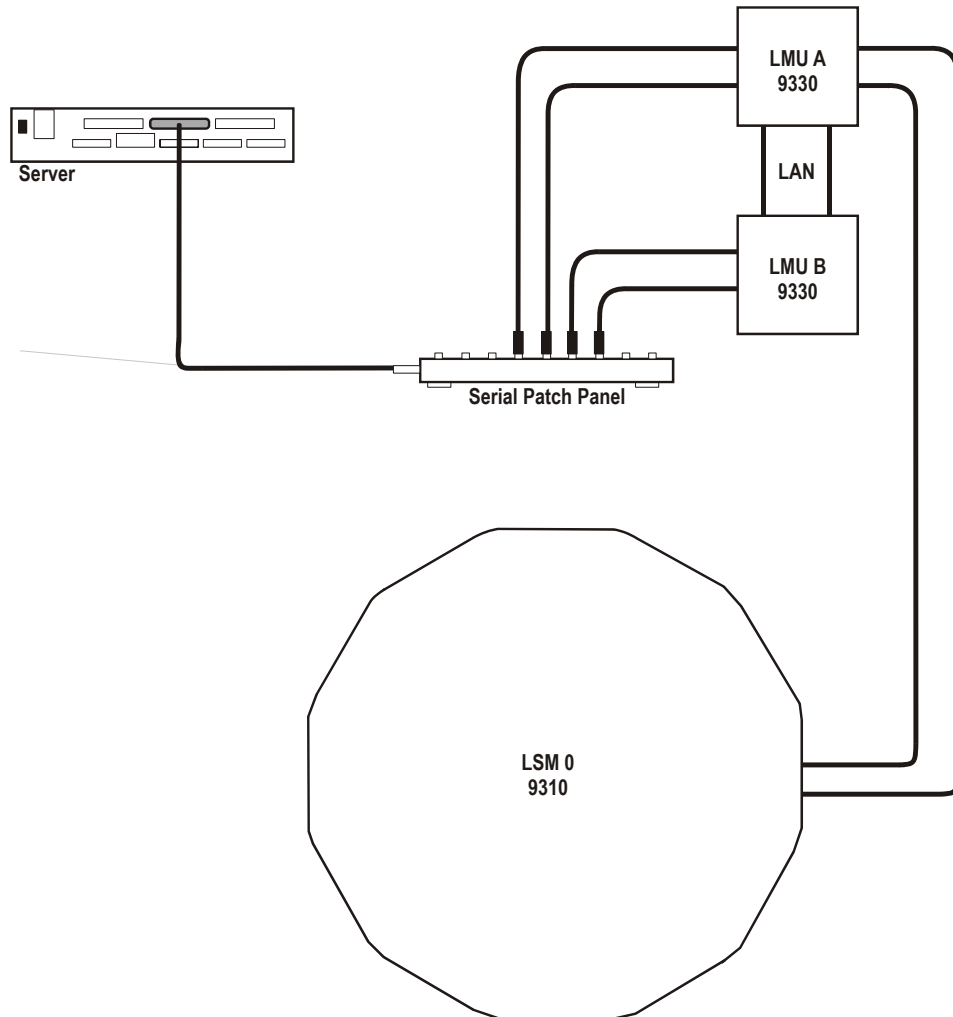 LMU A
9330
Server
LAN
LMU B
9330
Serial Patch Panel
LSM 0
9310